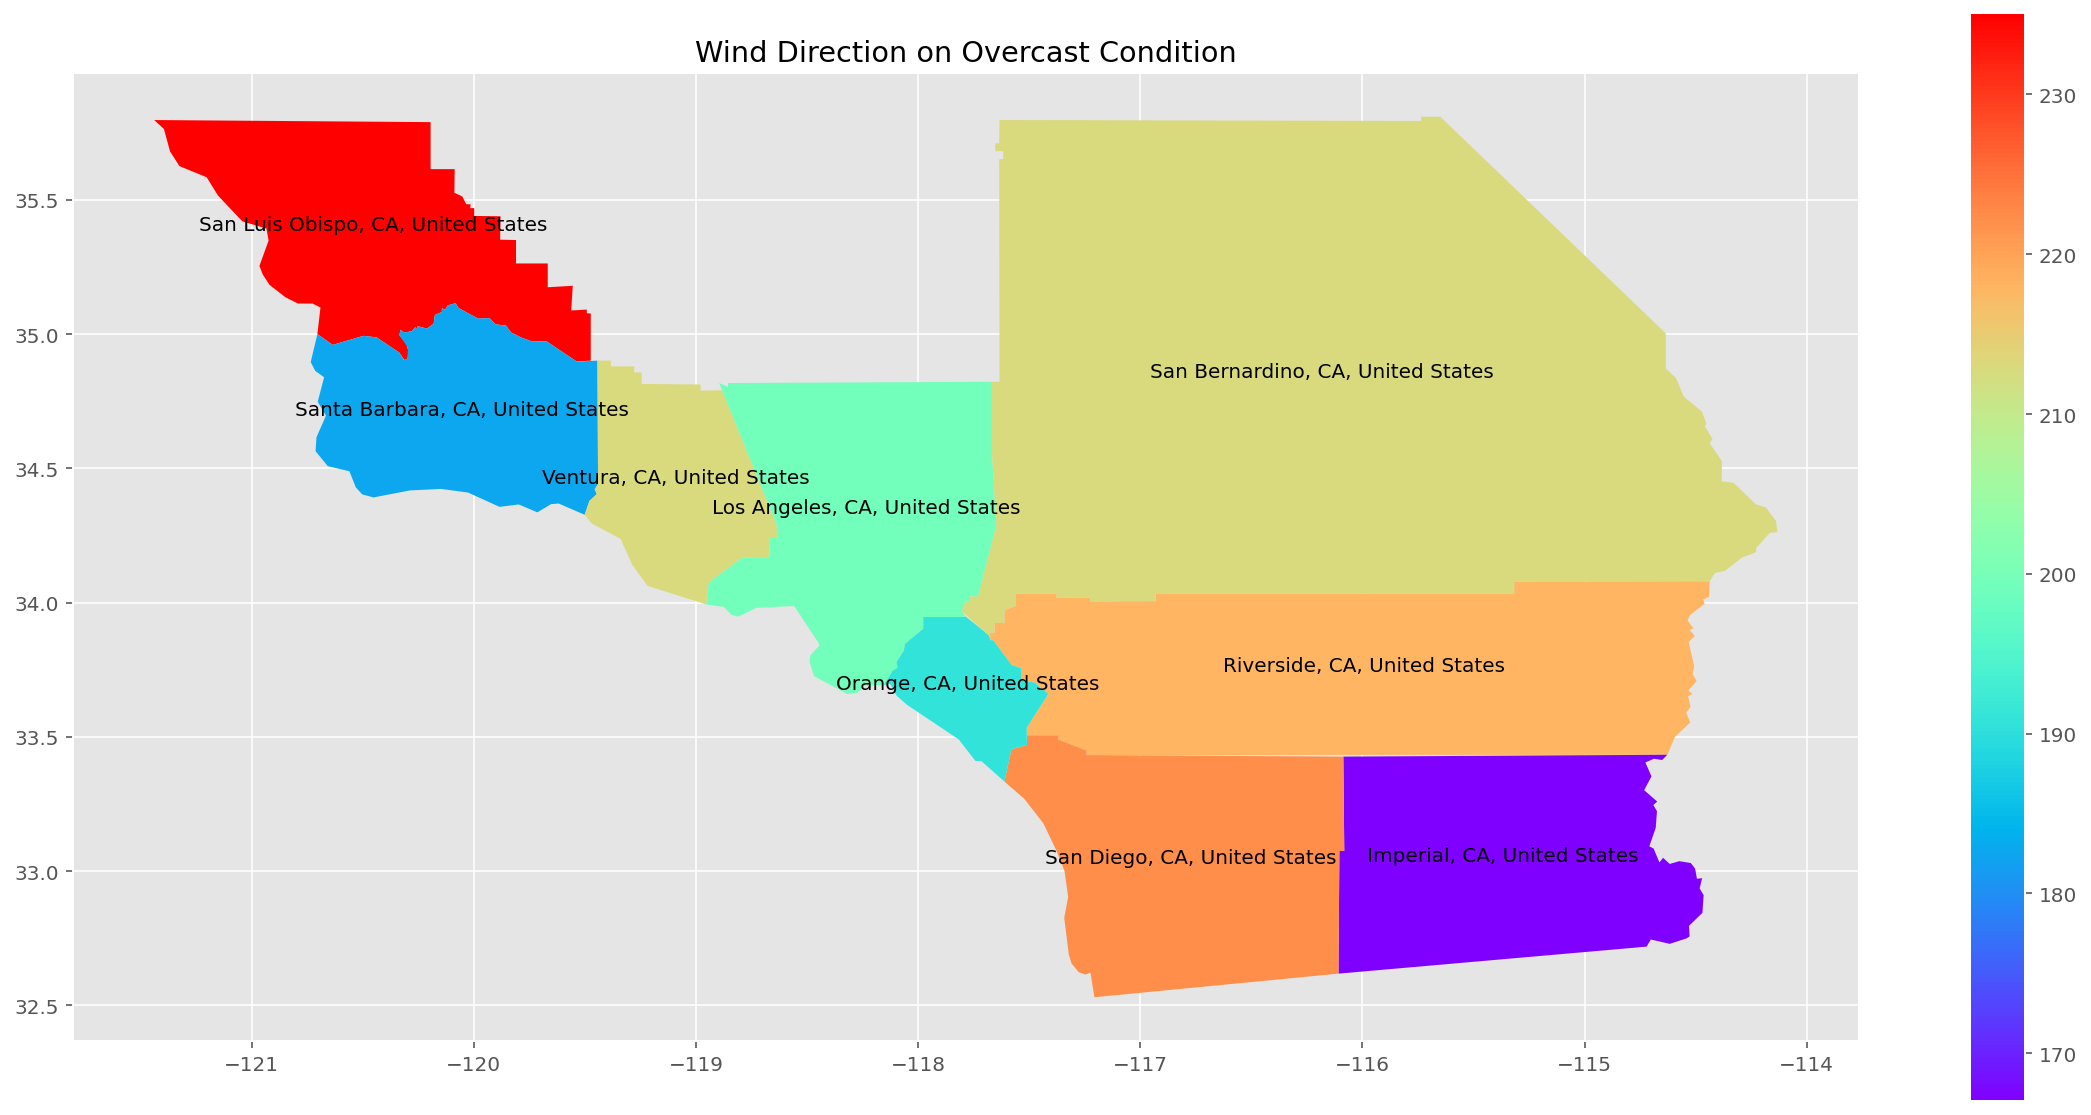 Wind Direction on Overcast Condition
230
35.5
San Luis Obispo, CA, United States
220
35.0
San Bernardino, CA, United States
Santa Barbara, CA, United States
210
34.5
Ventura, CA, United States
Los Angeles, CA, United States
200
34.0
Riverside, CA, United States
Orange, CA, United States
190
33.5
San Diego, CA, United States
Imperial, CA, United States
33.0
180
32.5
170
−121
−120
−119
−118
−117
−116
−115
−114